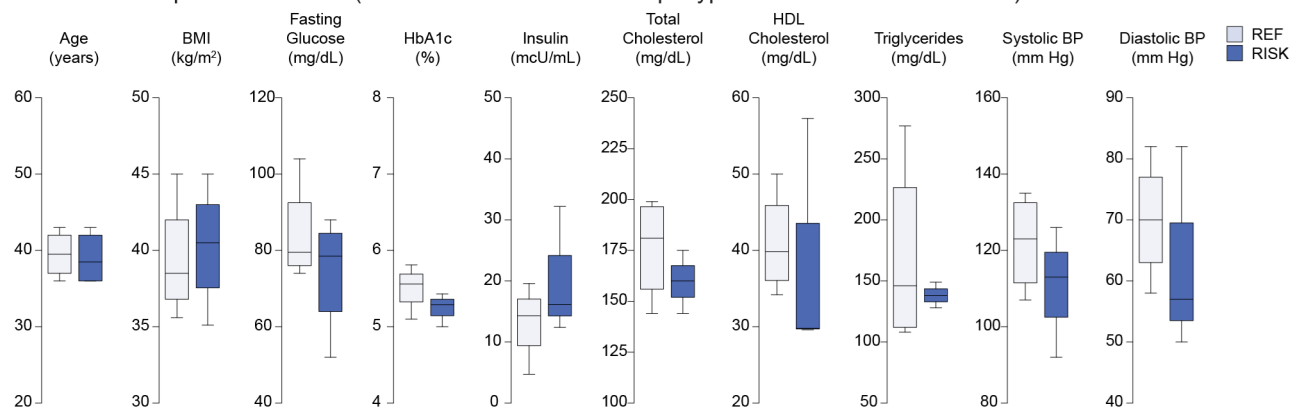 Age
(years)
60
50
40
30
20
BMI
(kg/m²)
50
45
40
35
30
Fasting
Glucose
(mg/dL)
120
100
80
60
40
HbA1c
(%)
8
7
6
5
4
Insulin
(mcU/mL)
50
40
30
20
10
0
Total
Cholesterol
(mg/dL)
250
225
200
175
150
125
100
HDL
Cholesterol
(mg/dL)
60
50
40
30
20
Triglycerides
(mg/dL)
300
250
200
150
100
50
Systolic BP
(mm Hg)
160
140
120
100
80
Diastolic BP
(mm Hg)
90
80
70
60
50
40
REF
RISK